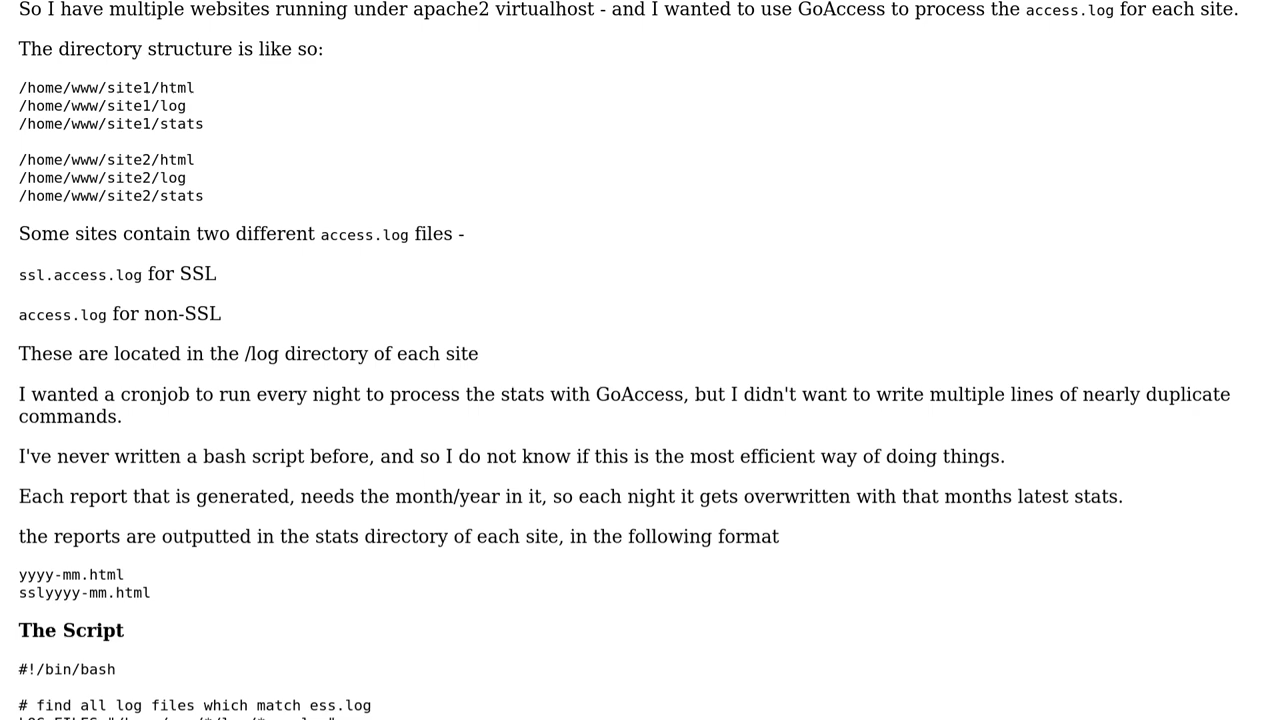 So I have multiple websites running under apache2 virtualhost - and I wanted to use GoAccess to process the access.log for each site.
The directory structure is like so:
/home/www/site1/html
/home/www/site1/log
/home/www/site1/stats
/home/www/site2/html
/home/www/site2/log
/home/www/site2/stats
Some sites contain two different access.log files -
ssl.access.log for SSL
access.log for non-SSL
These are located in the /log directory of each site
I wanted a cronjob to run every night to process the stats with GoAccess, but I didn't want to write multiple lines of nearly duplicate
commands.
I've never written a bash script before, and so I do not know if this is the most efficient way of doing things.
Each report that is generated, needs the month/year in it, so each night it gets overwritten with that months latest stats.
the reports are outputted in the stats directory of each site, in the following format
yyyy-mm.html
sslyyyy-mm.html
The Script
#!/bin/bash
# find all log files which match ess.log